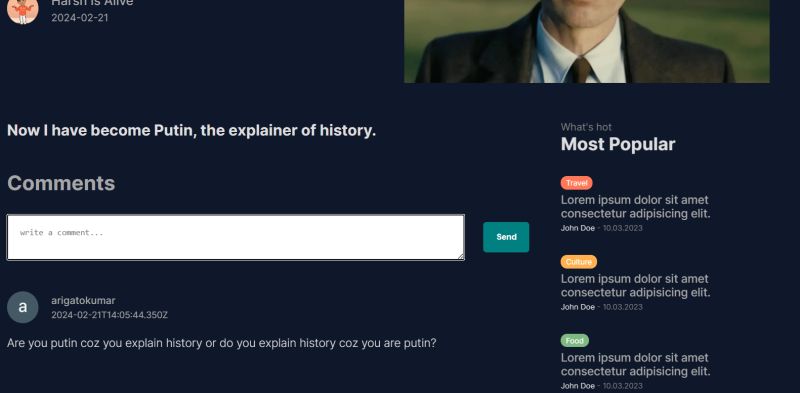 Harsh Is Alive
2024-02-21
Now I have become Putin, the explainer of history.
Comments
write a comment...
Send
a
arigatokumar
2024-02-21T14:05:44.350Z
Are you putin coz you explain history or do you explain history coz you are putin?
What's hot
Most Popular
Travel
Lorem ipsum dolor sit amet
consectetur adipisicing elit.
John Doe - 10.03.2023
Culture
Lorem ipsum dolor sit amet
consectetur adipisicing elit.
John Doe - 10.03.2023
Food
Lorem ipsum dolor sit amet
consectetur adipisicing elit.
John Doe - 10.03.2023